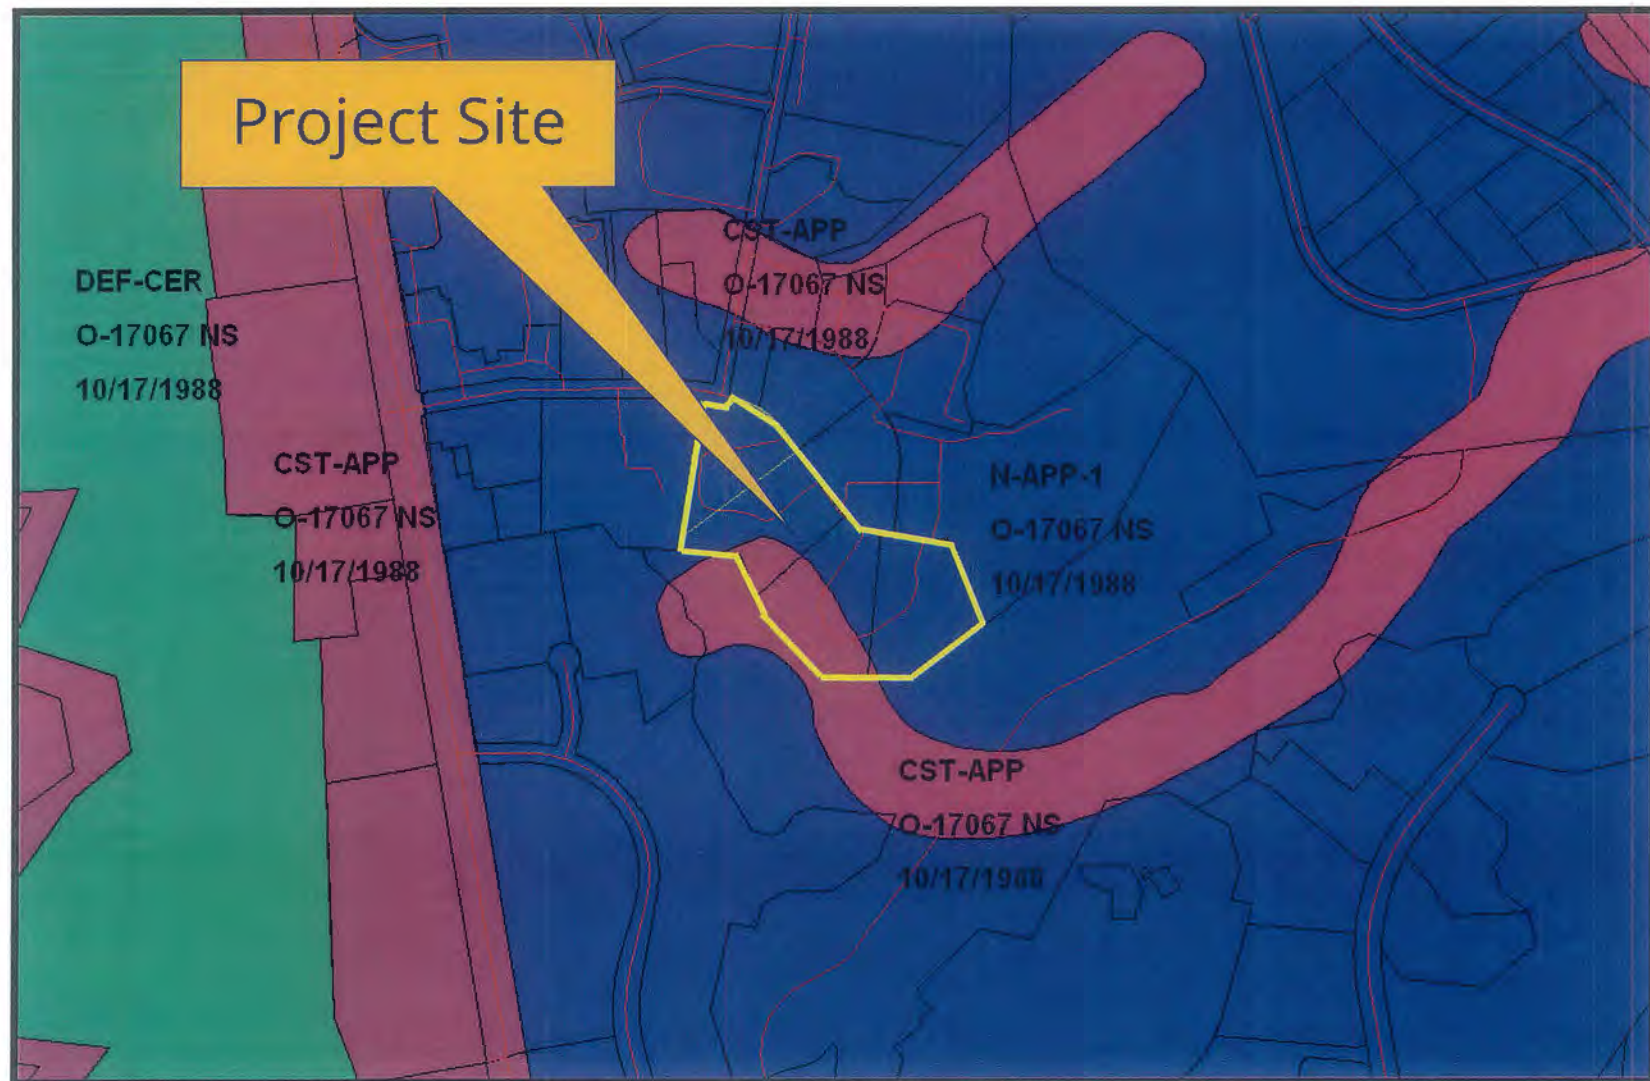 Project Site
CST-APP
O-17067 NS
10/17/1988
DEF-CER
O-17067 NS
10/17/1988
CST-APP
O-17067 NS
10/17/1988
N-APP-1
O-17067 NS
10/17/1988
CST-APP
O-17067 NS
10/17/1988